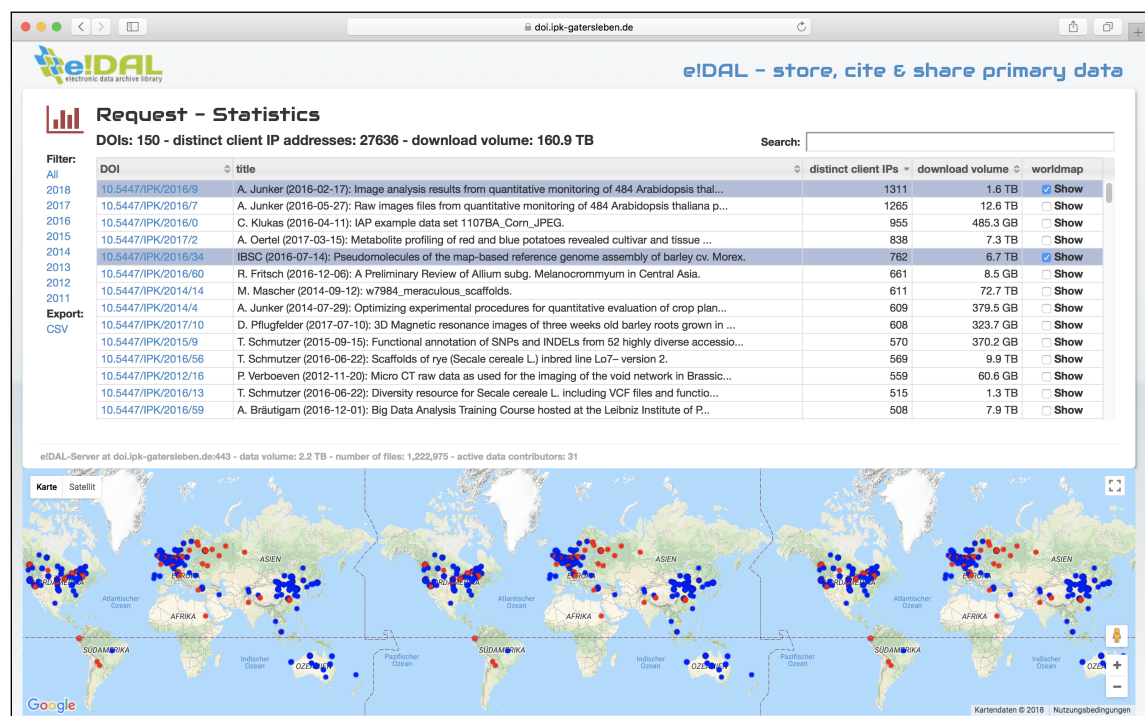 doi.ipk-gatersleben.de
e!DAL
electronic data archive library
e!DAL - store, cite & share primary data
Request - Statistics
DOIs: 150 - distinct client IP addresses: 27636 - download volume: 160.9 TB
Search:
Filter:
All
2018
2017
2016
2015
2014
2013
2012
2011
Export:
CSV
DOI title distinct client IPs download volume worldmap
10.5447/IPK/2016/9 A. Junker (2016-02-17): Image analysis results from quantitative monitoring of 484 Arabidopsis thal... 1311 1.6 TB Show
10.5447/IPK/2016/7 A. Junker (2016-05-27): Raw images files from quantitative monitoring of 484 Arabidopsis thaliana p... 1265 12.6 TB Show
10.5447/IPK/2016/0 C. Klukas (2016-04-11): IAP example data set 1107BA_Corn_JPEG. 955 485.3 GB Show
10.5447/IPK/2017/2 A. Oertel (2017-03-15): Metabolite profiling of red and blue potatoes revealed cultivar and tissue ... 838 7.3 TB Show
10.5447/IPK/2016/34 IBSC (2016-07-14): Pseudomolecules of the map-based reference genome assembly of barley cv. Morex. 762 6.7 TB Show
10.5447/IPK/2016/60 R. Fritsch (2016-12-06): A Preliminary Review of Allium subg. Melanocrommyum in Central Asia. 661 8.5 GB Show
10.5447/IPK/2014/14 M. Mascher (2014-09-12): w7984_meraculous_scaffolds. 611 72.7 TB Show
10.5447/IPK/2014/4 A. Junker (2014-07-29): Optimizing experimental procedures for quantitative evaluation of crop plan... 609 379.5 GB Show
10.5447/IPK/2017/10 D. Pflugfelder (2017-07-10): 3D Magnetic resonance images of three weeks old barley roots grown in ... 608 323.7 GB Show
10.5447/IPK/2015/9 T. Schmutzer (2015-09-15): Functional annotation of SNPs and INDELs from 52 highly diverse accessio... 570 370.2 GB Show
10.5447/IPK/2016/56 T. Schmutzer (2016-06-22): Scaffolds of rye (Secale cereale L.) inbred line Lo7– version 2. 569 9.9 TB Show
10.5447/IPK/2012/16 P. Verboeven (2012-11-20): Micro CT raw data as used for the imaging of the void network in Brassic... 559 60.6 GB Show
10.5447/IPK/2016/13 T. Schmutzer (2016-06-22): Diversity resource for Secale cereale L. including VCF files and functio... 515 1.3 TB Show
10.5447/IPK/2016/59 A. Bräutigam (2016-12-01): Big Data Analysis Training Course hosted at the Leibniz Institute of P... 508 7.9 TB Show
e!DAL-Server at doi.ipk-gatersleben.de:443 - data volume: 2.2 TB - number of files: 1,222,975 - active data contributors: 31
Karte Satellit
ASIEN ASIEN ASIEN
EUROPA
Atlantischer Ozean Atlantischer Ozean Atlantischer Ozean
AFRIKA AFRIKA AFRIKA
SÜDAMERIKA SÜDAMERIKA SÜDAMERIKA
Indischer Ozean Pazifischer Ozean Indischer Ozean Pazifischer Ozean Indischer Ozean
Google
Kartendaten © 2018 Nutzungsbedingungen